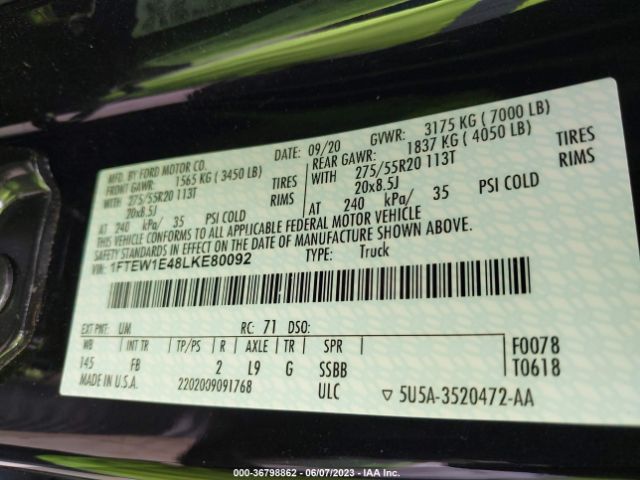 MFD. BY FORD MOTOR CO.
DATE: 09/20 GVWR: 3175 KG ( 7000 LB)
FRONT GAWR: 1565 KG ( 3450 LB)
REAR GAWR: 1837 KG ( 4050 LB)
WITH 275/55R20 113T TIRES
WITH 275/55R20 113T TIRES
20x8.5J RIMS
20x8.5J RIMS
AT 240 kPa/ 35 PSI COLD
AT 240 kPa/ 35 PSI COLD
THIS VEHICLE CONFORMS TO ALL APPLICABLE FEDERAL MOTOR VEHICLE
SAFETY STANDARDS IN EFFECT ON THE DATE OF MANUFACTURE SHOWN ABOVE.
VIN: 1FTEW1E48LKE80092 TYPE: Truck
EXT PNT: UM RC: 71 DSO:
WB INT TR TP/PS R AXLE TR SPR F0078
145 FB 2 L9 G SSBB T0618
MADE IN U.S.A. 2202009091768 ULC ▽ 5U5A-3520472-AA
000-36798862 - 06/07/2023 - IAA Inc.